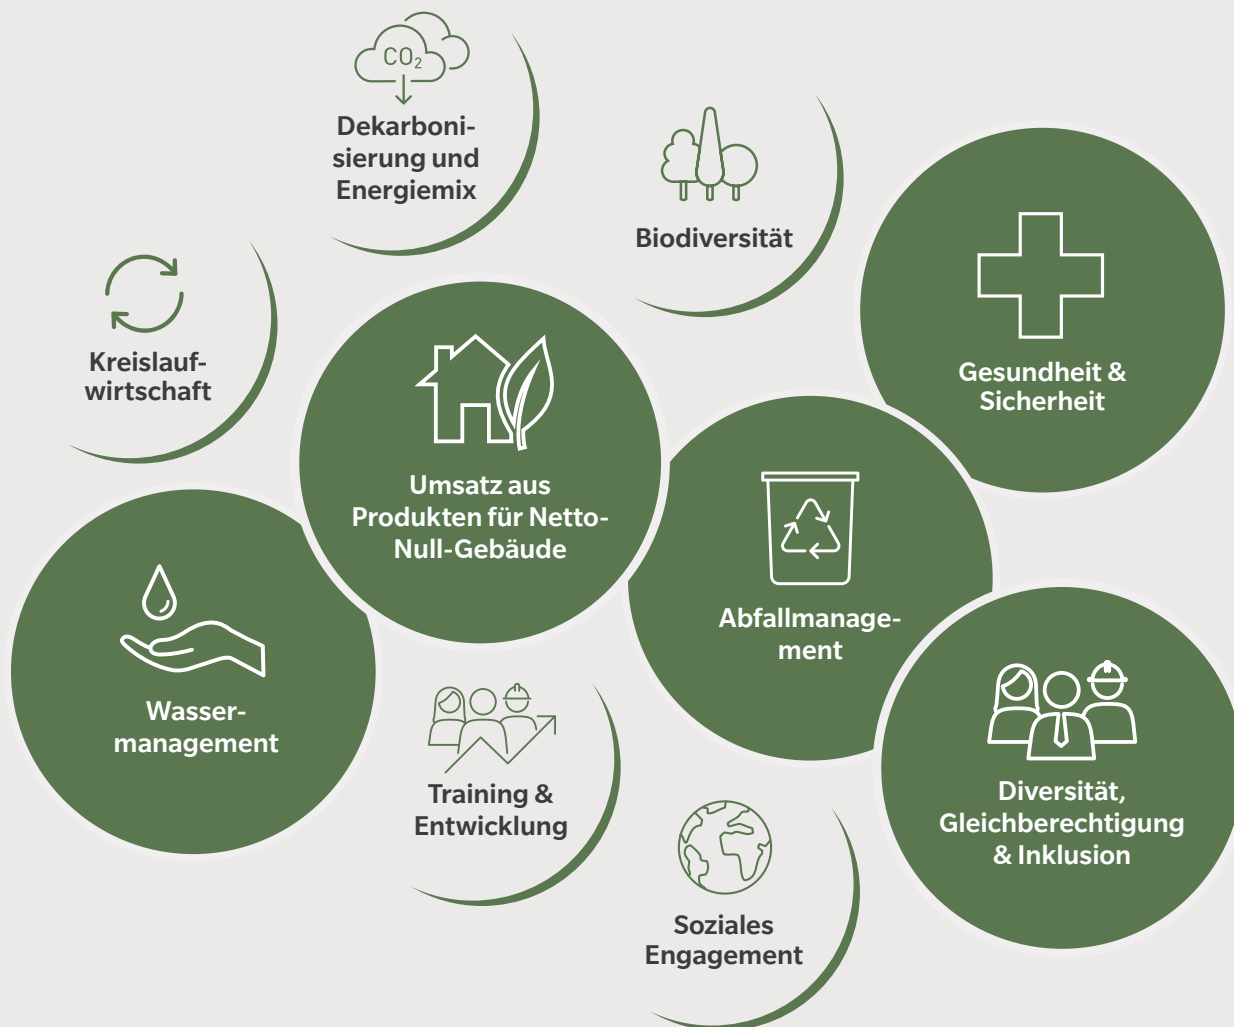 CO₂
Dekarboni-
sierung und
Energiemix
Biodiversität
Kreislauf-
wirtschaft
Gesundheit &
Sicherheit
Umsatz aus
Produkten für Netto-
Null-Gebäude
Abfallmanage-
ment
Wasser-
management
Training &
Entwicklung
Diversität,
Gleichberechtigung
& Inklusion
Soziales
Engagement